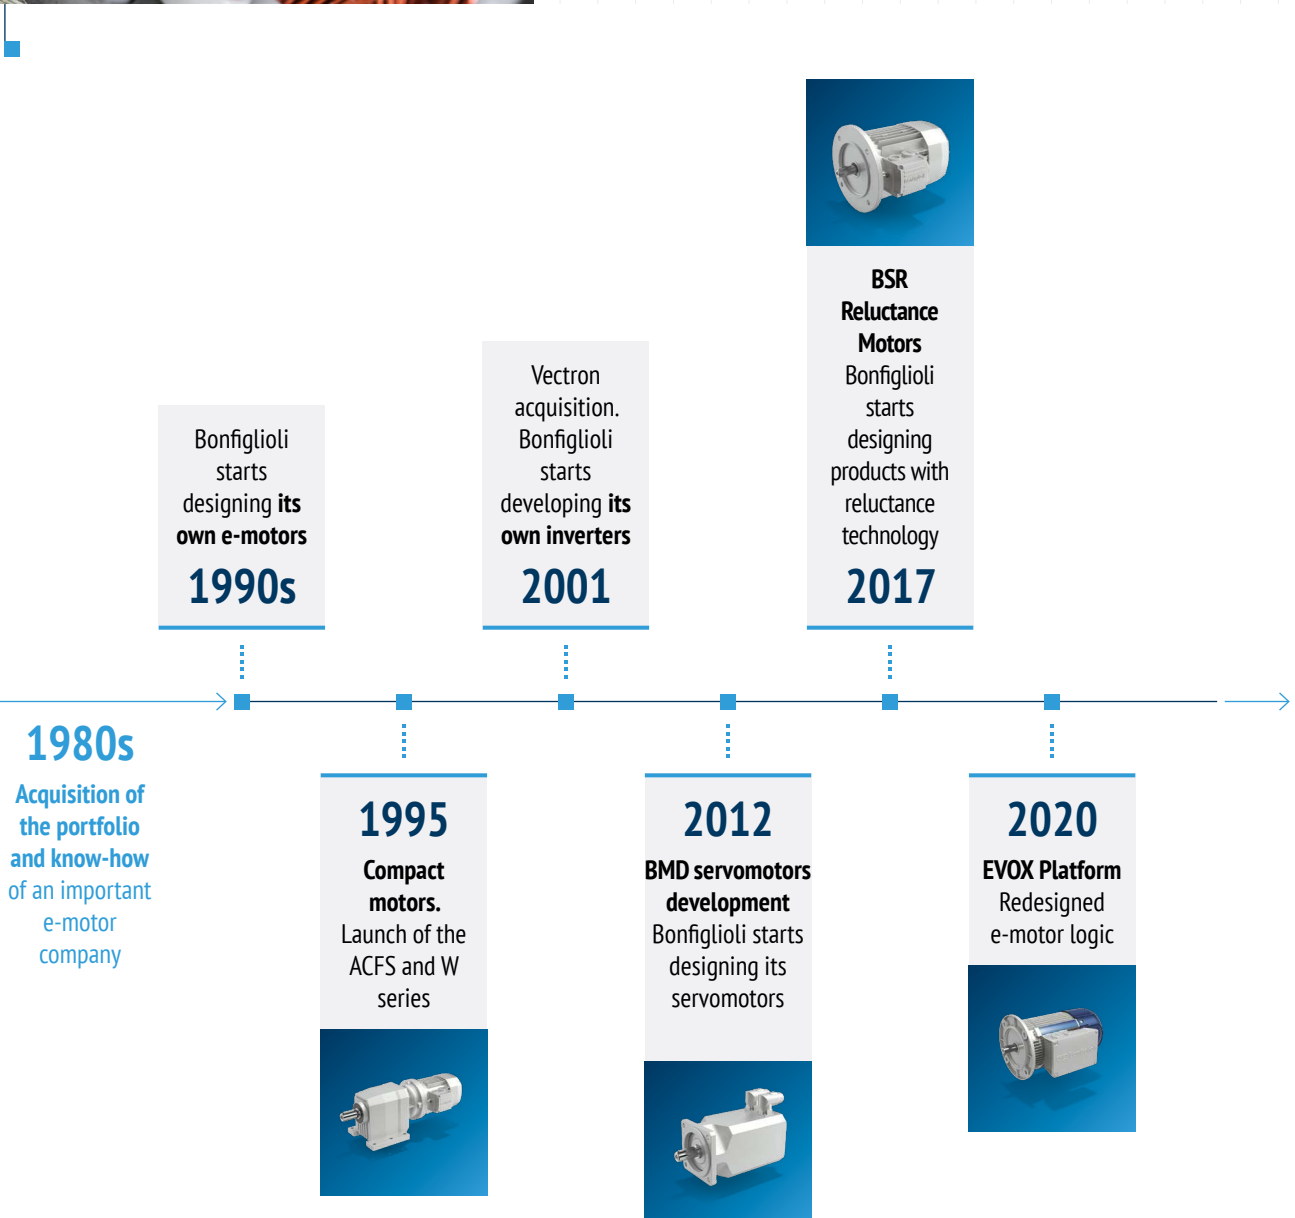 1980s
Acquisition of
the portfolio
and know-how
of an important
e-motor
company
Bonfiglioli
starts
designing its
own e-motors
1990s
1995
Compact
motors.
Launch of the
ACFS and W
series
Vectron
acquisition.
Bonfiglioli
starts
developing its
own inverters
2001
2012
BMD servomotors
development
Bonfiglioli starts
designing its
servomotors
BSR
Reluctance
Motors
Bonfiglioli
starts
designing
products with
reluctance
technology
2017
2020
EVOX Platform
Redesigned
e-motor logic